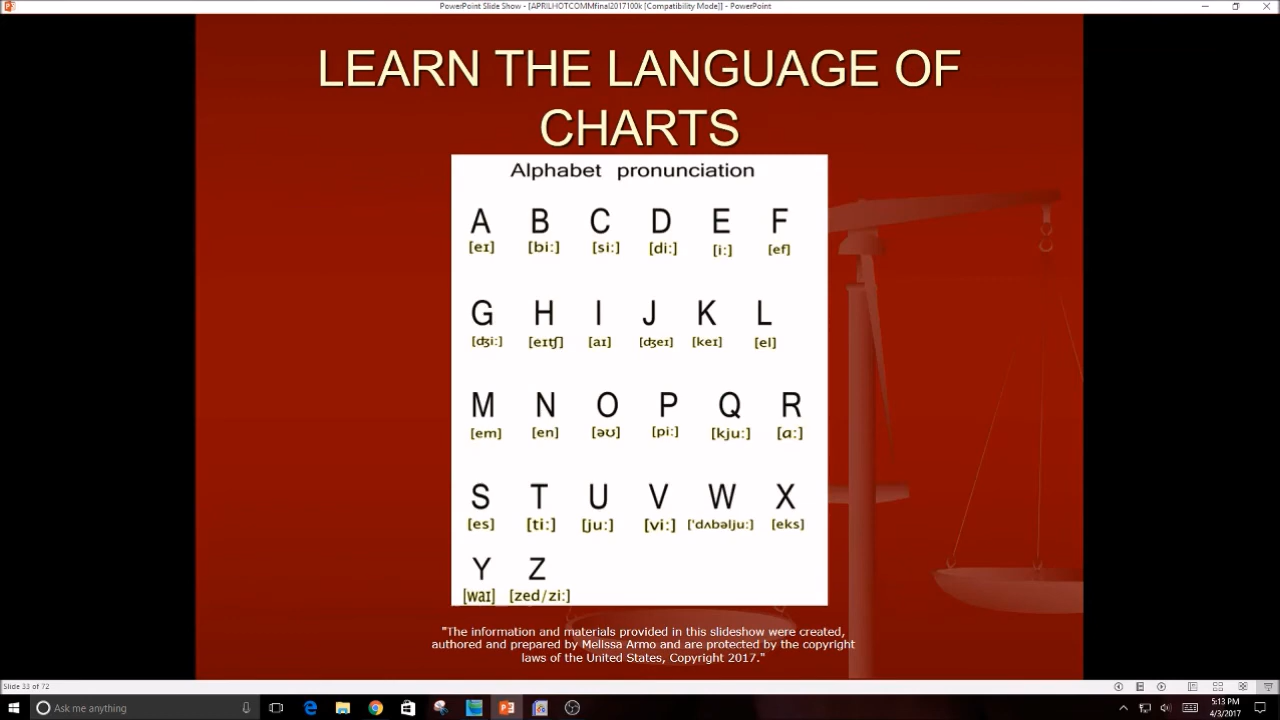 PowerPoint Slide Show - [APRILHOTCOMMfinal2017100k [Compatibility Mode]] - PowerPoint
LEARN THE LANGUAGE OF
CHARTS
Alphabet pronunciation
A B C D E F
[eɪ] [bi:] [si:] [di:] [i:] [ef]
G H I J K L
[ʤi:] [eɪʧ] [aɪ] [ʤeɪ] [keɪ] [el]
M N O P Q R
[em] [en] [əʊ] [pi:] [kju:] [ɑ:]
S T U V W X
[es] [ti:] [ju:] [vi:] ['dʌbəlju:] [eks]
Y Z
[waɪ] [zed/zi:]
"The information and materials provided in this slideshow were created,
authored and prepared by Melissa Armo and are protected by the copyright
laws of the United States, Copyright 2017."
Slide 33 of 72
Ask me anything
5:13 PM
4/3/2017